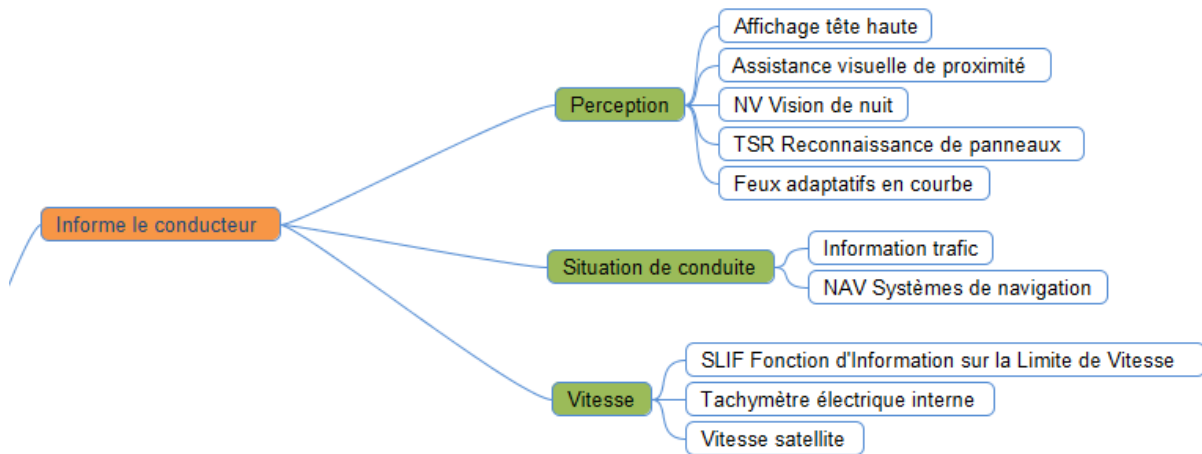 Affichage tête haute
Assistance visuelle de proximité
Perception
NV Vision de nuit
TSR Reconnaissance de panneaux
Feux adaptatifs en courbe
Informe le conducteur
Information trafic
Situation de conduite
NAV Systèmes de navigation
SLIF Fonction d'Information sur la Limite de Vitesse
Vitesse
Tachymètre électrique interne
Vitesse satellite